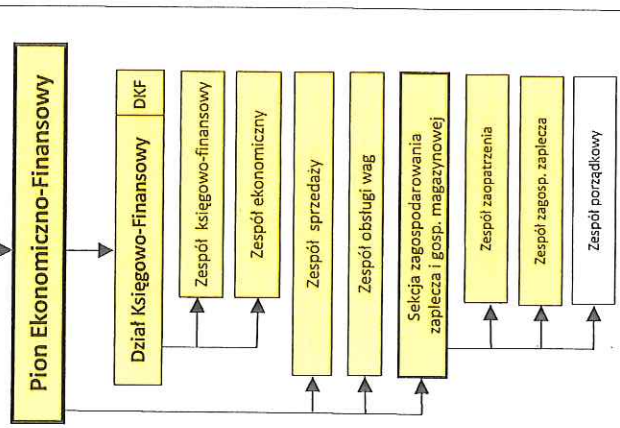 Pion Ekonomiczno-Finansowy
Dział Księgowo-Finansowy
DKF
Zespół księgowo-finansowy
Zespół ekonomiczny
Zespół sprzedaży
Zespół obsługi wag
Sekcja zagospodarowania
zaplecza i gosp. magazynowej
Zespół zaopatrzenia
Zespół zagosp. zaplecza
Zespół porządkowy